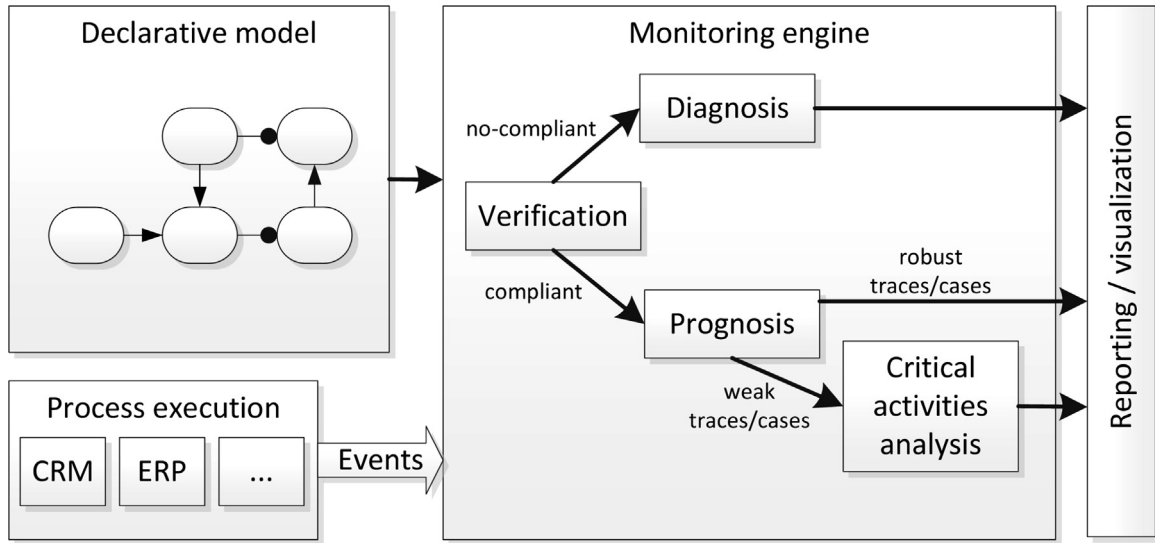 Declarative model
Monitoring engine
Diagnosis
no-compliant
Verification
compliant
Prognosis
robust
traces/cases
weak
traces/cases
Critical
activities
analysis
Reporting / visualization
Process execution
CRM
ERP
...
Events